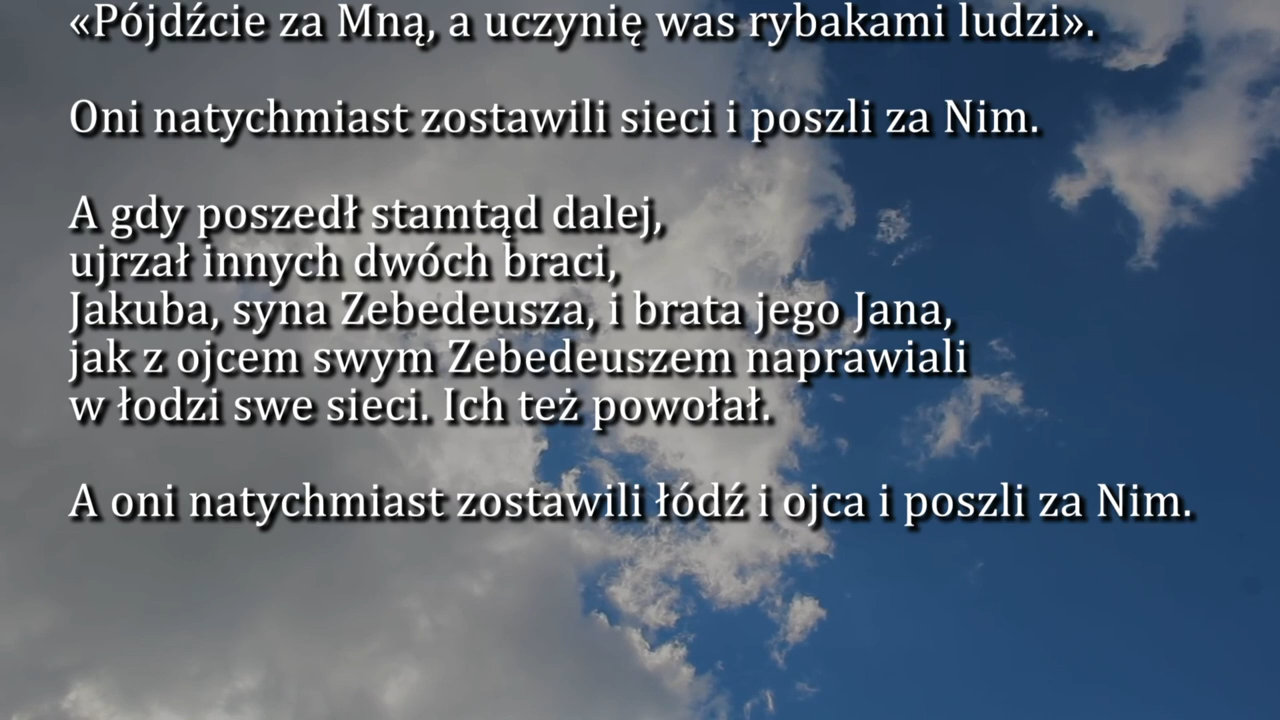 «Pójdźcie za Mną, a uczynię was rybakami ludzi».
Oni natychmiast zostawili sieci i poszli za Nim.
A gdy poszedł stamtąd dalej,
ujrzał innych dwóch braci,
Jakuba, syna Zebedeusza, i brata jego Jana,
jak z ojcem swym Zebedeuszem naprawiali
w łodzi swe sieci. Ich też powołał.
A oni natychmiast zostawili łódź i ojca i poszli za Nim.